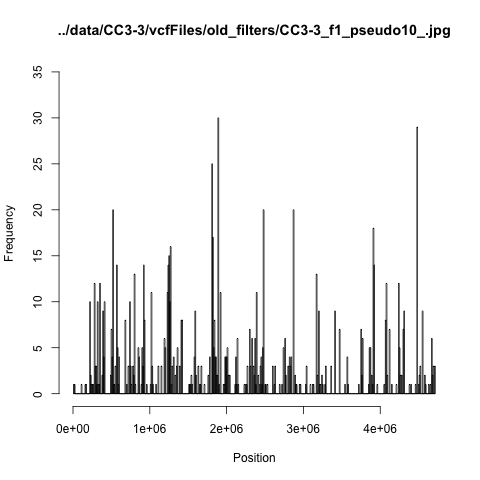 ../data/CC3-3/vcfFiles/old_filters/CC3-3_f1_pseudo10_.jpg
Frequency
35
30
25
20
15
10
5
0
0e+00 1e+06 2e+06 3e+06 4e+06
Position